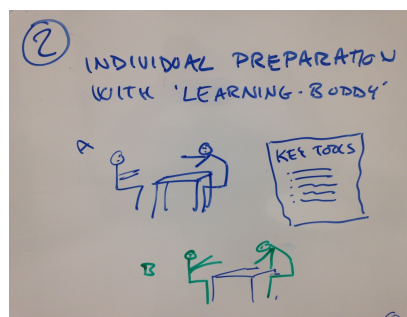 2
INDIVIDUAL PREPARATION
WITH 'LEARNING-BUDDY'
A
KEY TOOLS
B